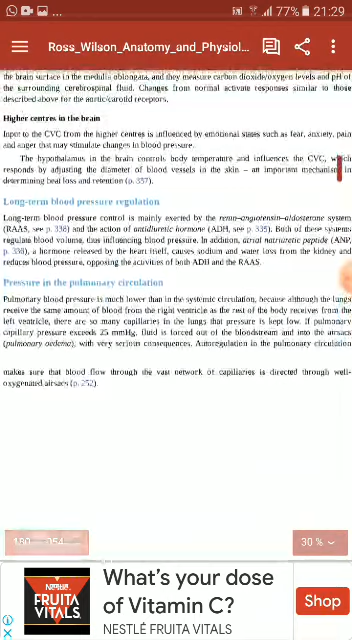 77% 21:29
Ross_Wilson_Anatomy_and_Physiol...
the brain surface in the medulla oblongata, and they measure carbon dioxide/oxygen levels and pH of
the surrounding cerebrospinal fluid. Changes from normal activate responses similar to those
described above for the aortic/carotid receptors.
Higher centres in the brain
Input to the CVC from the higher centres is influenced by emotional states such as fear, anxiety, pain
and anger that may stimulate changes in blood pressure.
The hypothalamus in the brain controls body temperature and influences the CVC, which
responds by adjusting the diameter of blood vessels in the skin – an important mechanism in
determining heat loss and retention (p. 357).
Long-term blood pressure regulation
Long-term blood pressure control is mainly exerted by the renin–angiotensin–aldosterone system
(RAAS, see p. 338) and the action of antidiuretic hormone (ADH, see p. 335). Both of these systems
regulate blood volume, thus influencing blood pressure. In addition, atrial natriuretic peptide (ANP,
p. 338), a hormone released by the heart itself, causes sodium and water loss from the kidney and
reduces blood pressure, opposing the activities of both ADH and the RAAS.
Pressure in the pulmonary circulation
Pulmonary blood pressure is much lower than in the systemic circulation, because although the lungs
receive the same amount of blood from the right ventricle as the rest of the body receives from the
left ventricle, there are so many capillaries in the lungs that pressure is kept low. If pulmonary
capillary pressure exceeds 25 mmHg, fluid is forced out of the bloodstream and into the airsacs
(pulmonary oedema), with very serious consequences. Autoregulation in the pulmonary circulation
makes sure that blood flow through the vast network of capillaries is directed through well-
oxygenated airsacs (p. 252).
30 %
Nestlé
FRUITA
VITALS
What's your dose
of Vitamin C?
NESTLÉ FRUITA VITALS
Shop